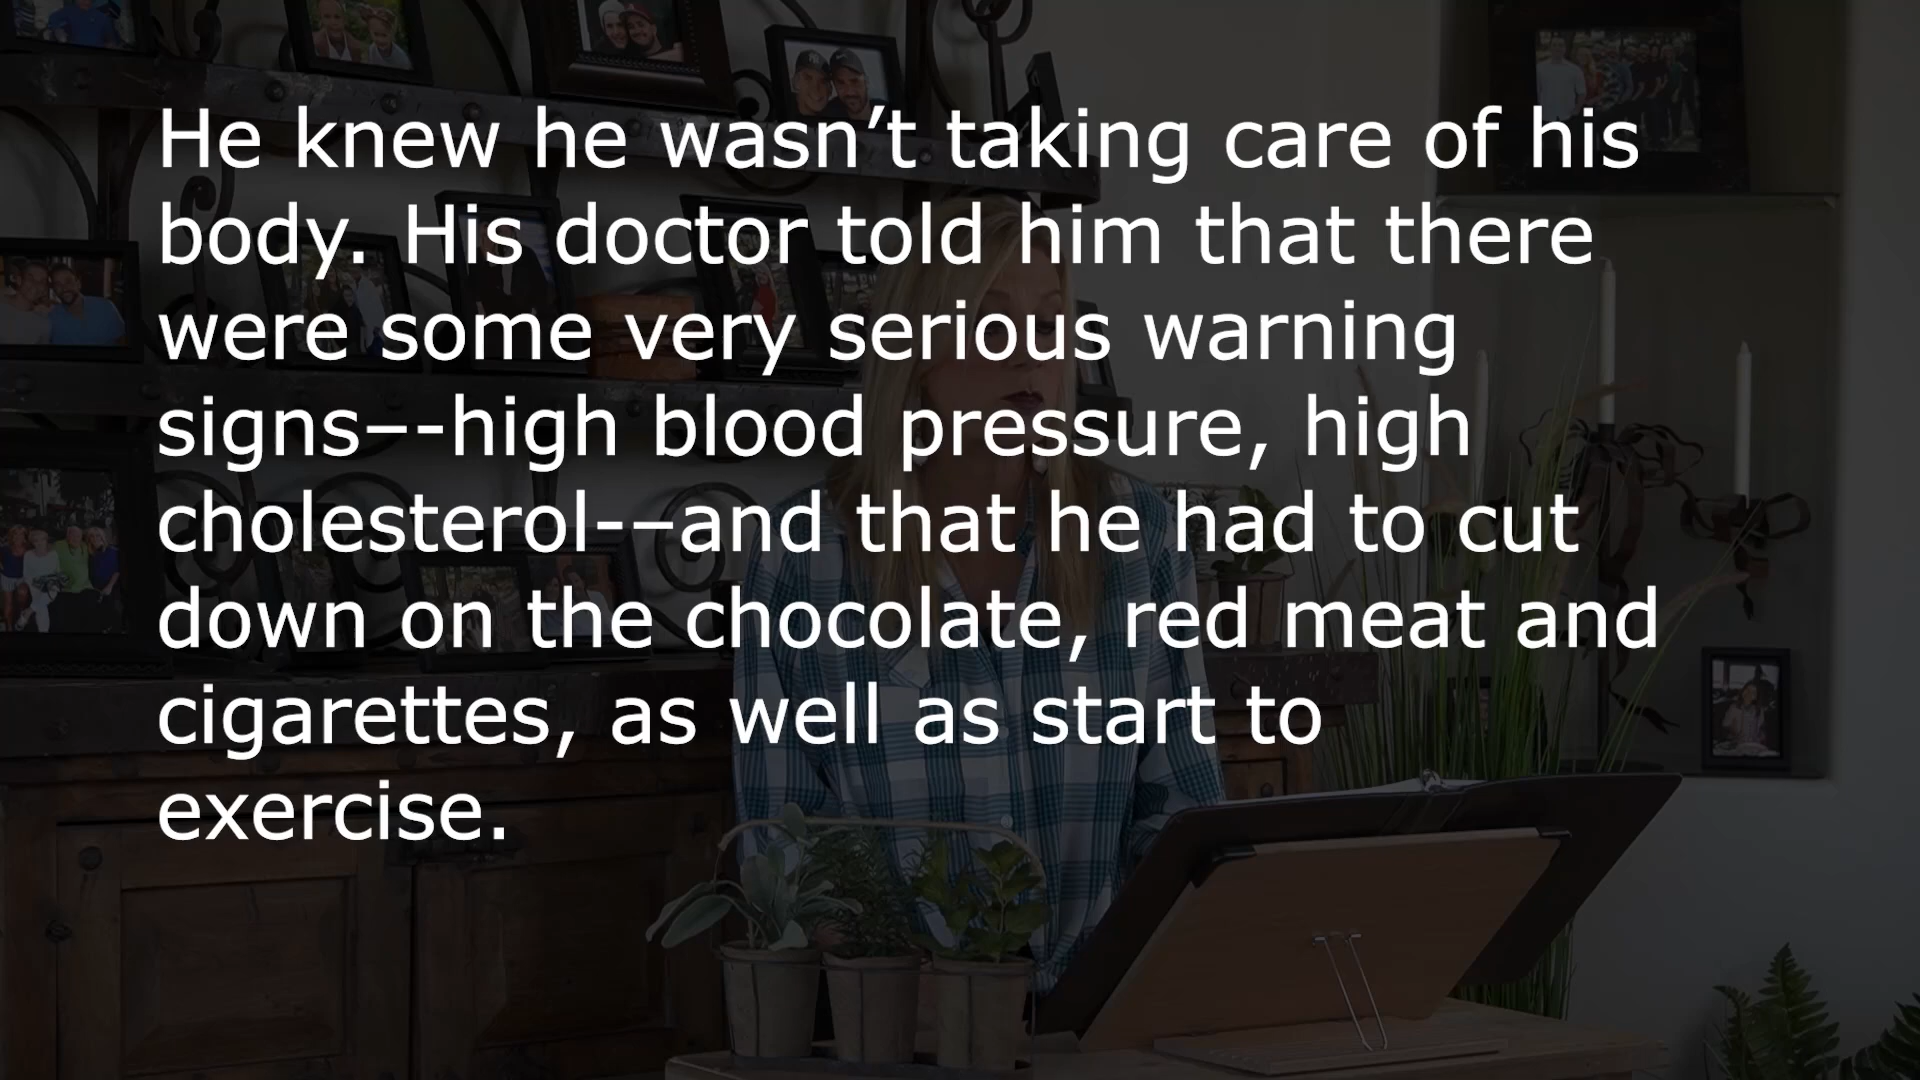 He knew he wasn’t taking care of his
body. His doctor told him that there
were some very serious warning
signs–-high blood pressure, high
cholesterol-–and that he had to cut
down on the chocolate, red meat and
cigarettes, as well as start to
exercise.